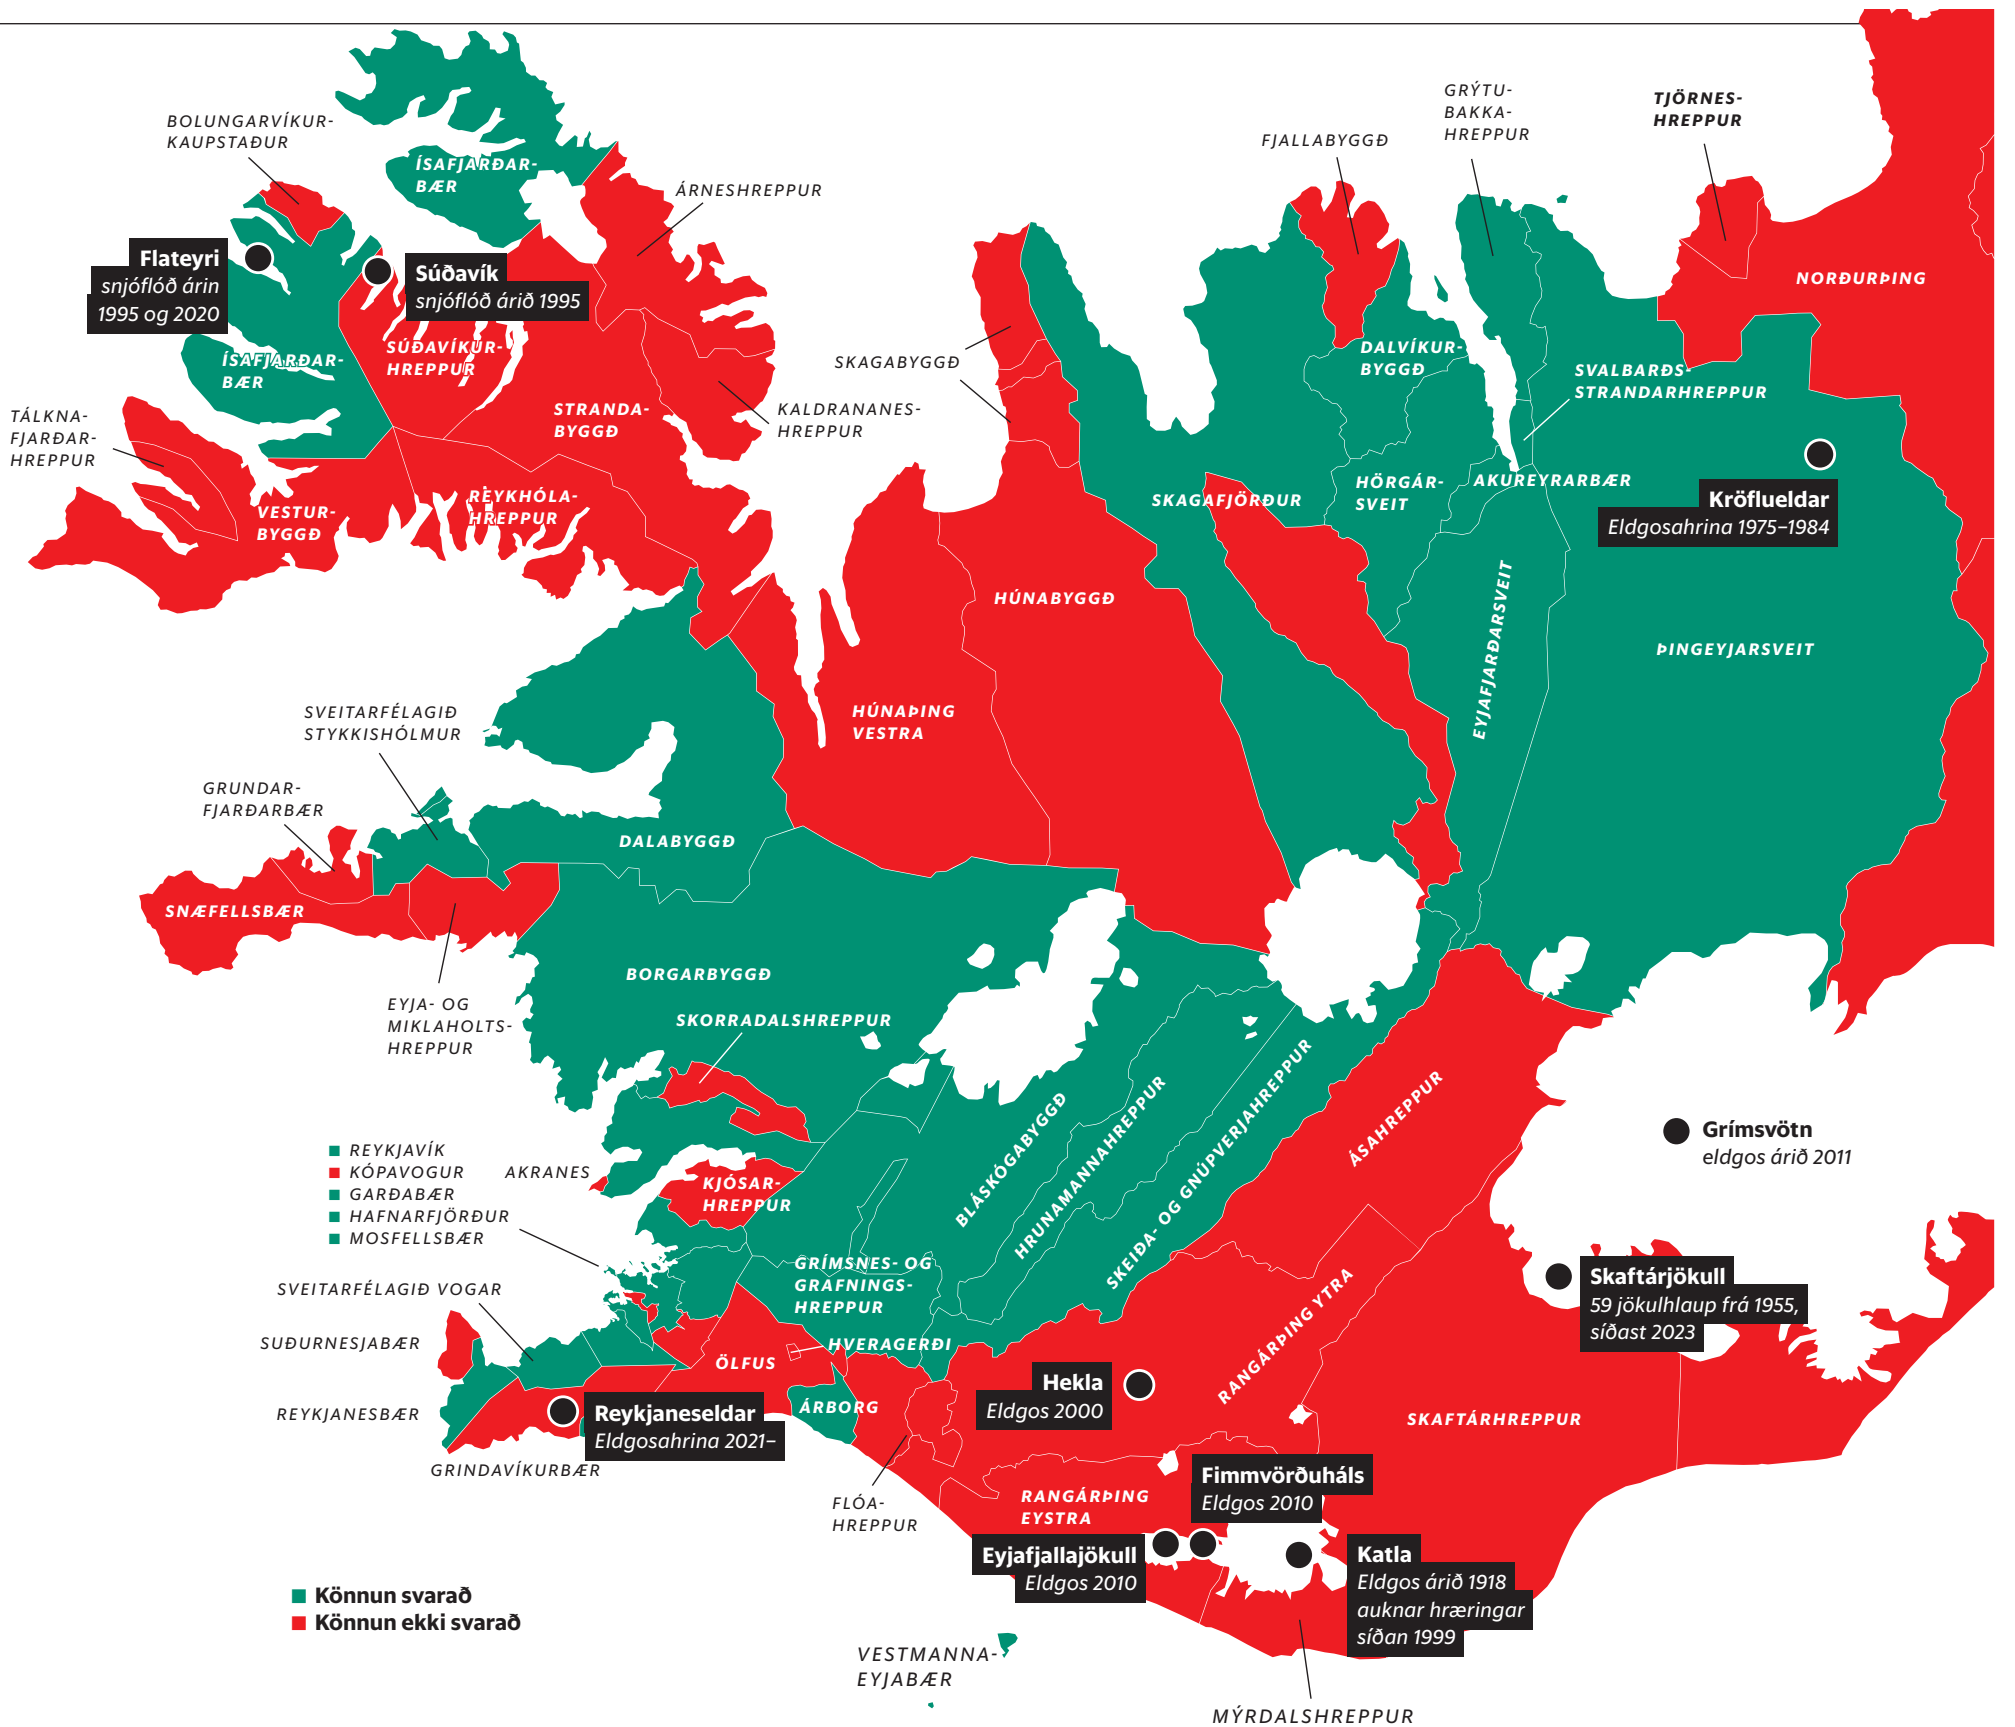 BOLUNGARVÍKUR-
KAUPSTAÐUR
ÍSAFJARÐAR-
BÆR
ÁRNESHREPPUR
FJALLABYGGÐ
GRÝTU-
BAKKA-
HREPPUR
TJÖRNES-
HREPPUR
NORÐURÞING
Flateyri
snjóflóð árin
1995 og 2020
Súðavík
snjóflóð árið 1995
ÍSAFJARÐAR-
BÆR
SÚÐAVÍKUR-
HREPPUR
SKAGABYGGÐ
DALVÍKUR-
BYGGÐ
SVALBARÐS-
STRANDARHREPPUR
TÁLKNA-
FJARÐAR-
HREPPUR
STRANDA-
BYGGÐ
KALDRANANES-
HREPPUR
VESTUR-
BYGGÐ
REYKHÓLA-
HREPPUR
SKAGAFJÖRÐUR
HÖRGÁR-
SVEIT
AKUREYRARBÆR
Kröflueldar
Eldgosahrina 1975–1984
HÚNABYGGÐ
EYJAFJARÐARSVEIT
ÞINGEYJARSVEIT
HÚNAÞING
VESTRA
SVEITARFÉLAGIÐ
STYKKISHÓLMUR
GRUNDAR-
FJARÐARBÆR
DALABYGGÐ
SNÆFELLSBÆR
BORGARBYGGÐ
EYJA- OG
MIKLAHOLTS-
HREPPUR
SKORRADALSHREPPUR
BLÁSKÓGABYGGÐ
HRUNAMANNAHREPPUR
SKEIÐA- OG GNÚPVERJAHREPPUR
ÁSAHREPPUR
Grímsvötn
eldgos árið 2011
REYKJAVÍK
KÓPAVOGUR
GARÐABÆR
HAFNARFJÖRÐUR
MOSFELLSBÆR
AKRANES
KJÓSAR-
HREPPUR
GRÍMSNES- OG
GRAFNINGS-
HREPPUR
SVEITARFÉLAGIÐ VOGAR
SUÐURNESJABÆR
HVERAGERÐI
ÖLFUS
RANGÁRÞING YTRA
Skaftárjökull
59 jökulhlaup frá 1955,
síðast 2023
REYKJANESBÆR
Reykjaneseldar
Eldgosahrina 2021–
ÁRBORG
Hekla
Eldgos 2000
SKAFTÁRHREPPUR
GRINDAVÍKURBÆR
FLÓA-
HREPPUR
RANGÁRÞING
EYSTRA
Fimmvörðuháls
Eldgos 2010
Eyjafjallajökull
Eldgos 2010
Katla
Eldgos árið 1918
auknar hræringar
síðan 1999
Könnun svarað
Könnun ekki svarað
VESTMANNA-
EYJABÆR
MÝRDALSHREPPUR